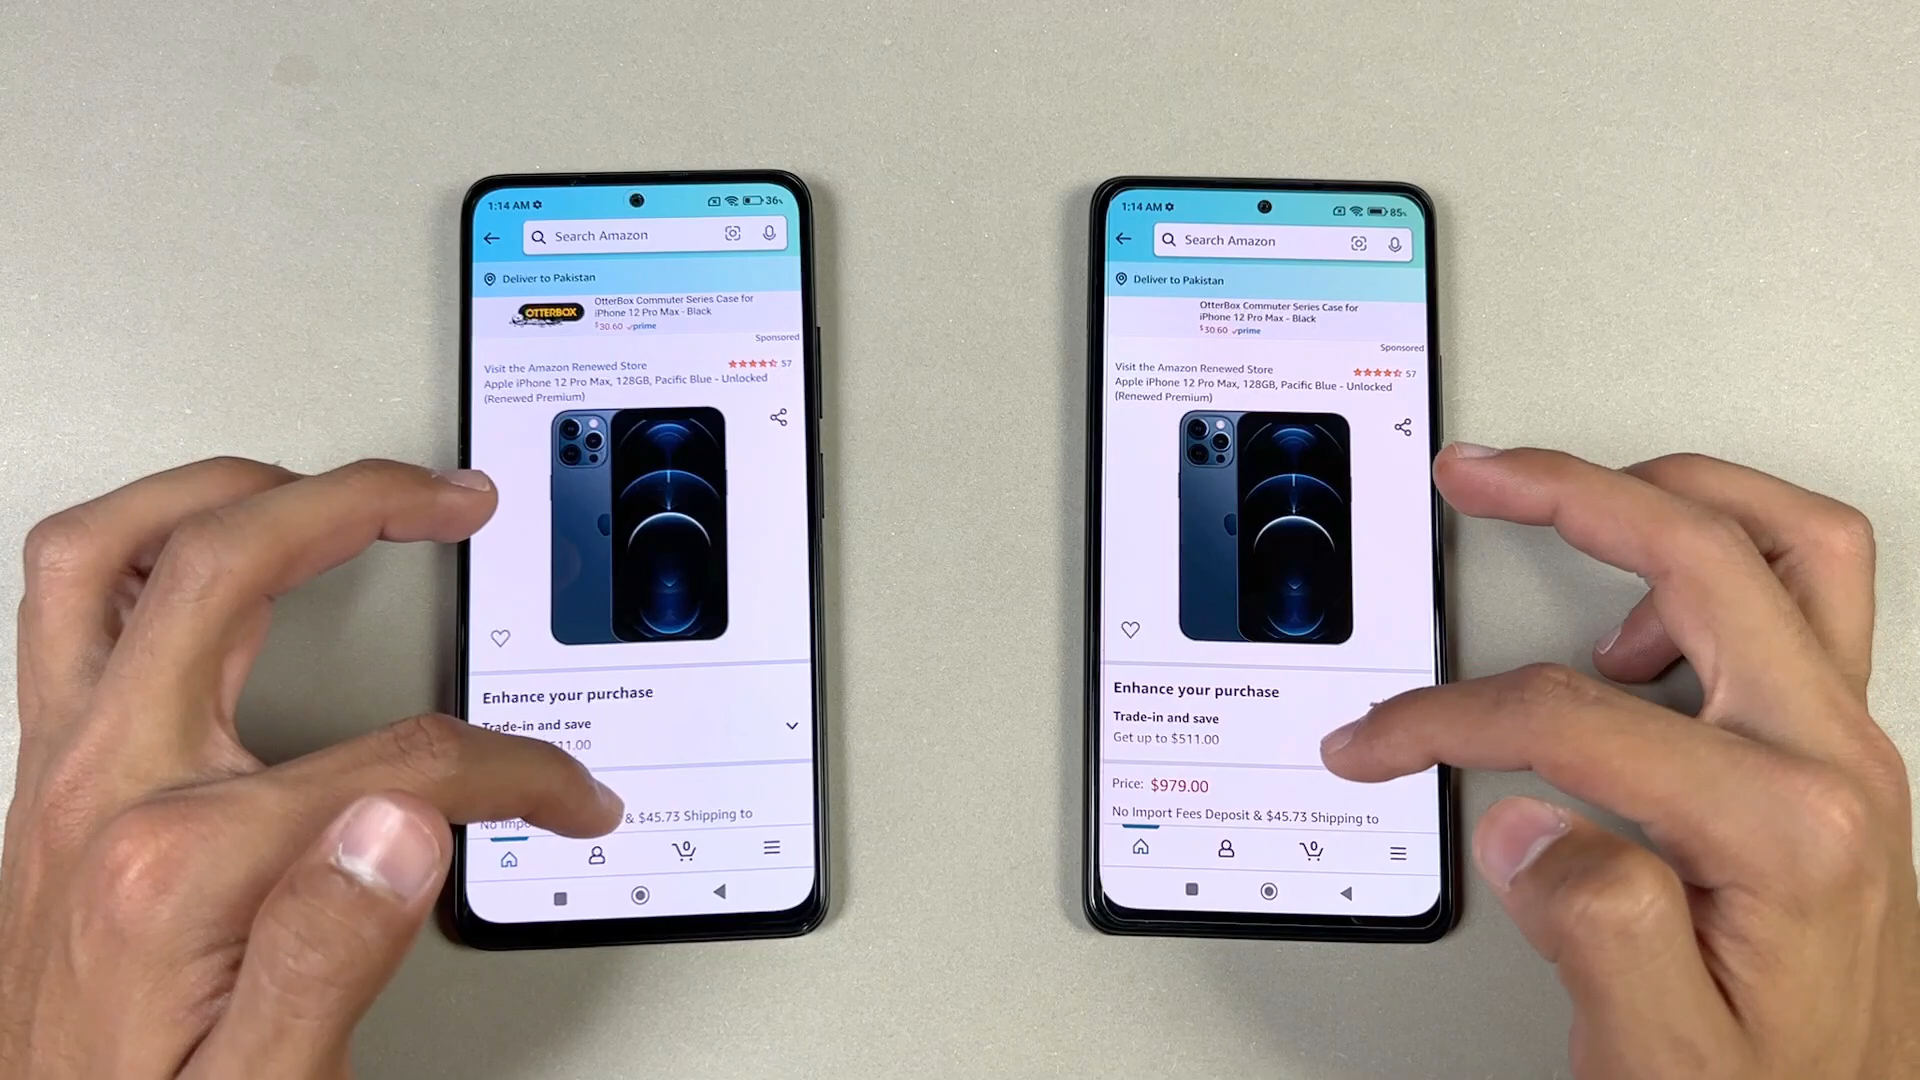 1:14 AM
36%
Search Amazon
Deliver to Pakistan
OTTERBOX
OtterBox Commuter Series Case for
iPhone 12 Pro Max - Black
$30.60 prime
Sponsored
Visit the Amazon Renewed Store
57
Apple iPhone 12 Pro Max, 128GB, Pacific Blue - Unlocked
(Renewed Premium)
Enhance your purchase
Trade-in and save
511.00
No
& $45.73 Shipping to
0
1:14 AM
85%
Search Amazon
Deliver to Pakistan
OtterBox Commuter Series Case for
iPhone 12 Pro Max - Black
$30.60 prime
Sponsored
Visit the Amazon Renewed Store
57
Apple iPhone 12 Pro Max, 128GB, Pacific Blue - Unlocked
(Renewed Premium)
Enhance your purchase
Trade-in and save
Get up to $511.00
Price: $979.00
No Import Fees Deposit & $45.73 Shipping to
0